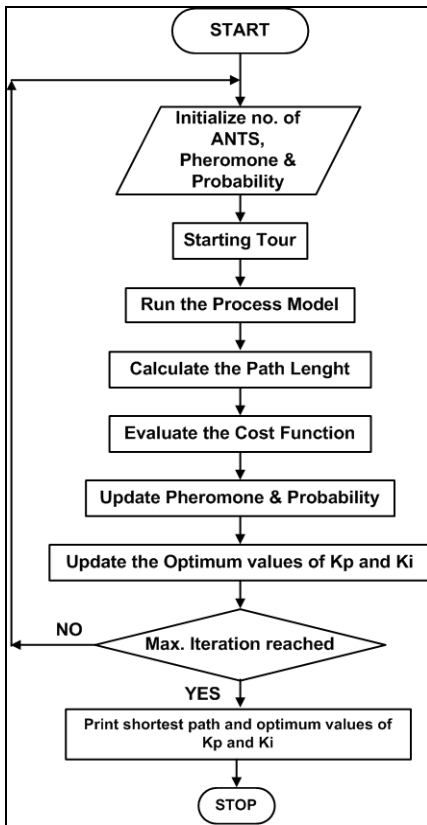 START
Initialize no. of
ANTS,
Pheromone &
Probability
Starting Tour
Run the Process Model
Calculate the Path Lenght
Evaluate the Cost Function
Update Pheromone & Probability
Update the Optimum values of Kp and Ki
NO
Max. Iteration reached
YES
Print shortest path and optimum values of
Kp and Ki
STOP